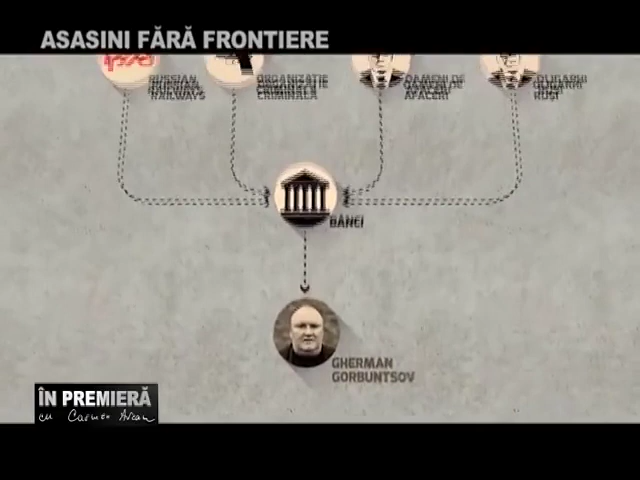 ASASINI FĂRĂ FRONTIERE
RUSSIAN
RAILWAYS
ORGANIZAȚIE
CRIMINALĂ
OAMENI DE
AFACERI
RUȘI
BĂNCI
GHERMAN
GORBUNTSOV
ÎN PREMIERĂ
cu Carmen Avram